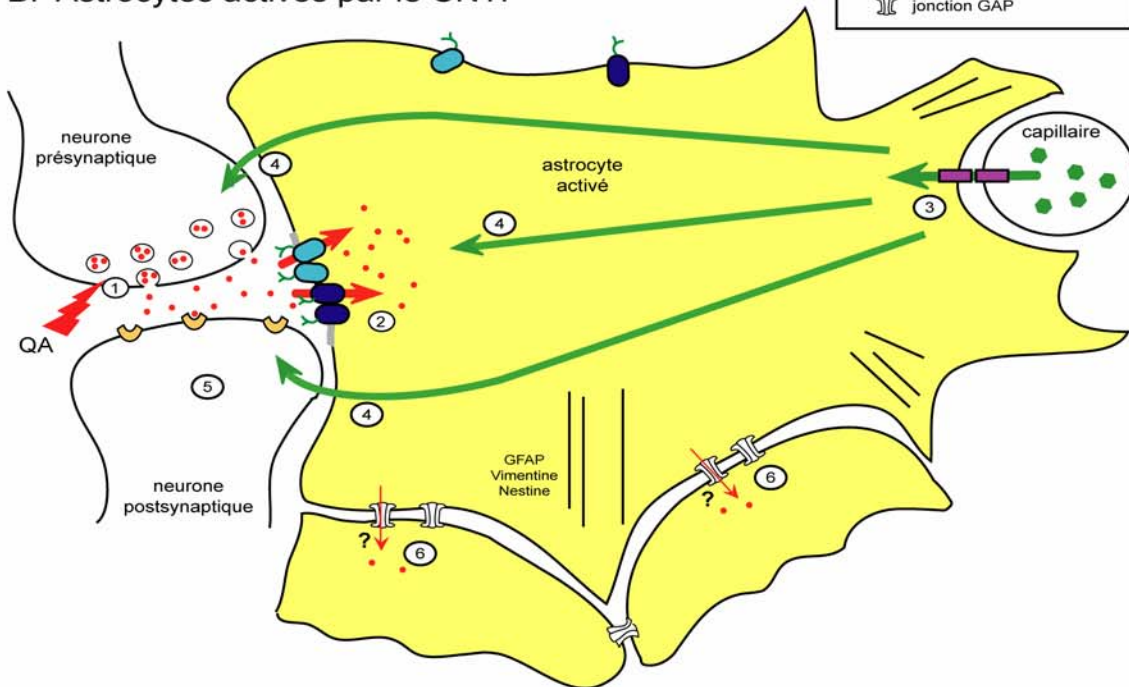 jonction GAP
neurone
présynaptique
4
astrocyte
activé
capillaire
4
3
1
2
QA
5
4
GFAP
Vimentine
Nestine
neurone
postsynaptique
6
?
?
6